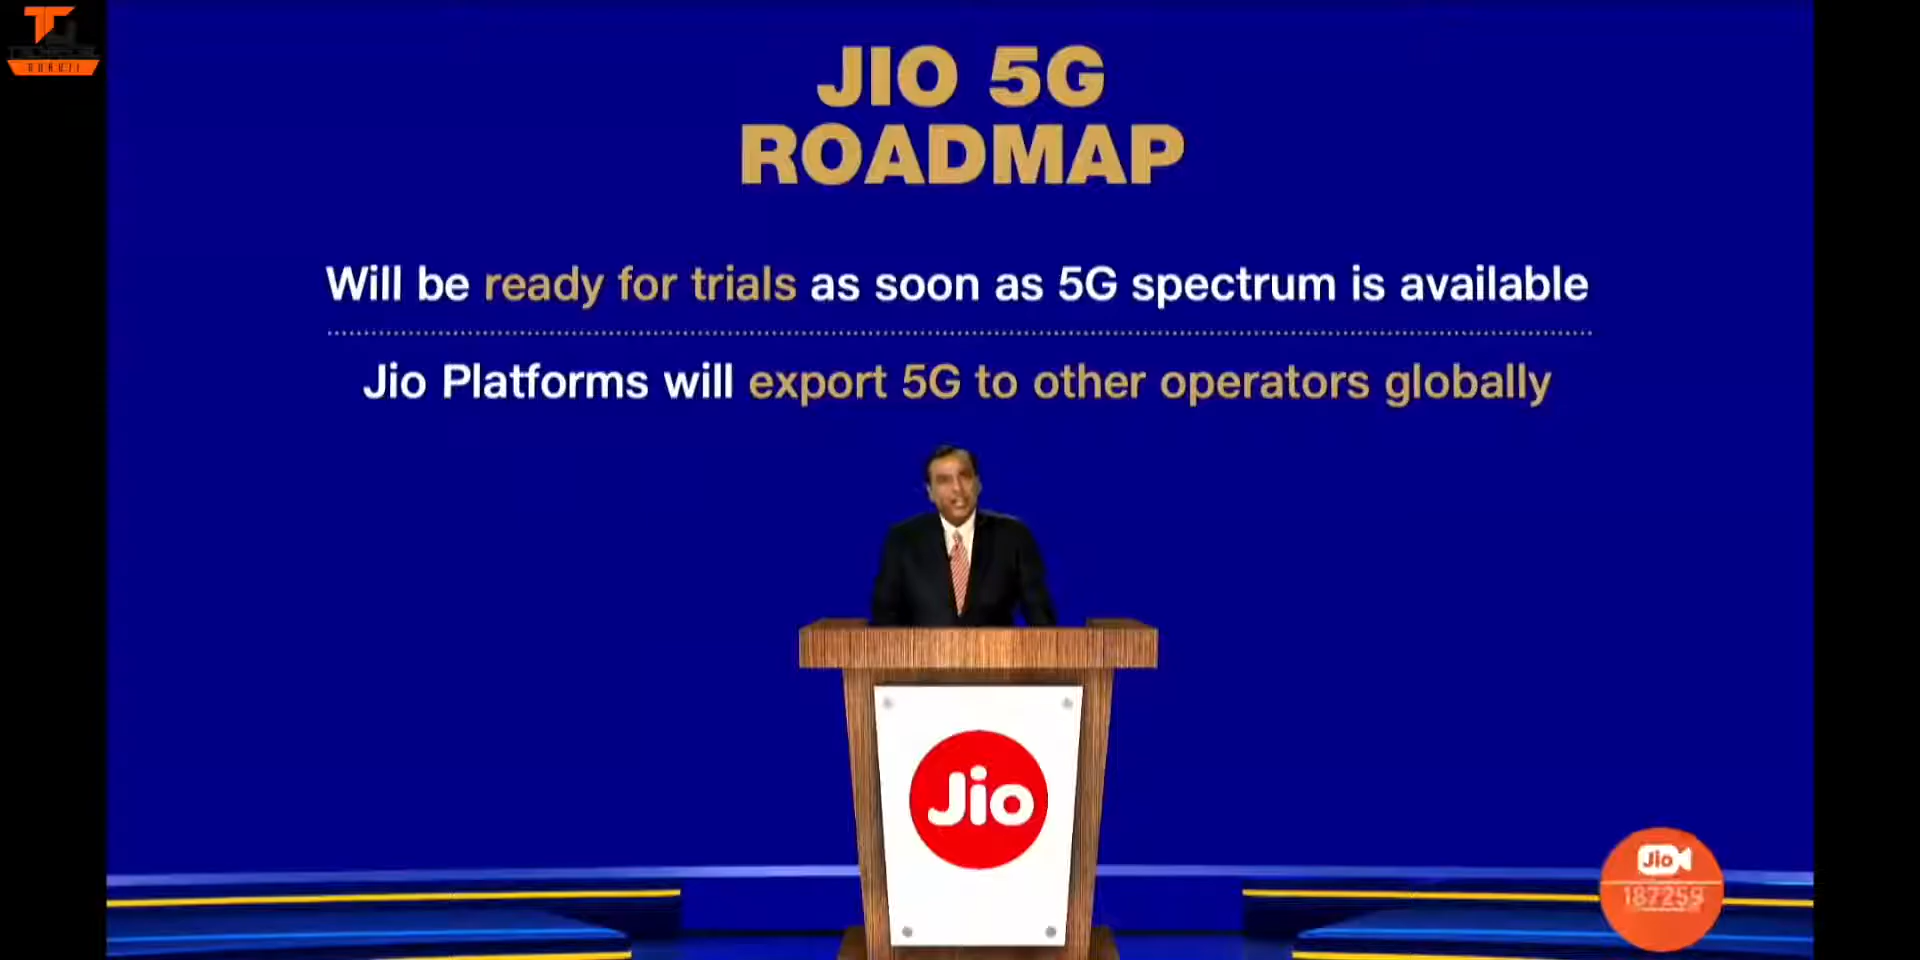 JIO 5G
ROADMAP
Will be ready for trials as soon as 5G spectrum is available
Jio Platforms will export 5G to other operators globally
Jio
Jio
187259